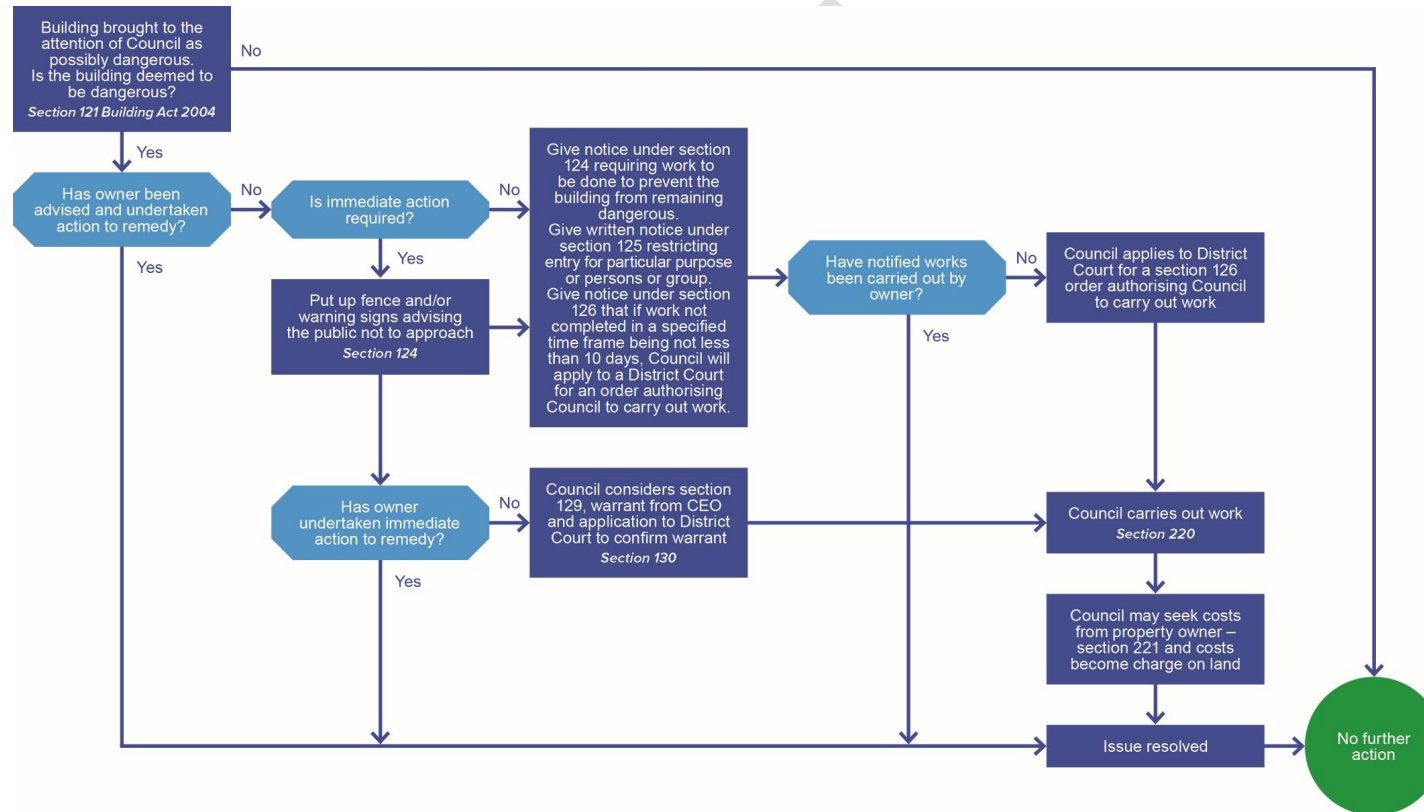 Building brought to the
attention of Council as
possibly dangerous.
Is the building deemed to
be dangerous?
Section 121 Building Act 2004
No
Yes
Has owner been
advised and undertaken
action to remedy?
No
Yes
Is immediate action
required?
No
Yes
Put up fence and/or
warning signs advising
the public not to approach
Section 124
Give notice under section
124 requiring work to
be done to prevent the
building from remaining
dangerous.
Give written notice under
section 125 restricting
entry for particular purpose
or persons or group.
Give notice under section
126 that if work not
completed in a specified
time frame being not less
than 10 days, Council will
apply to a District Court
for an order authorising
Council to carry out work.
Have notified works
been carried out by
owner?
No
Yes
Council applies to District
Court for a section 126
order authorising Council
to carry out work
Has owner
undertaken immediate
action to remedy?
No
Yes
Council considers section
129, warrant from CEO
and application to District
Court to confirm warrant
Section 130
Council carries out work
Section 220
Council may seek costs
from property owner –
section 221 and costs
become charge on land
Issue resolved
No further
action